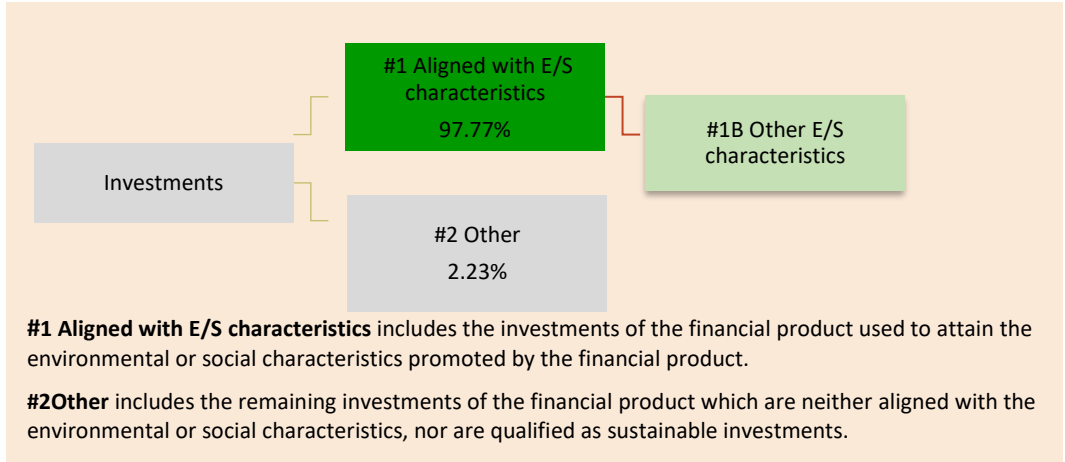 #1 Aligned with E/S
characteristics
97.77%
#1B Other E/S
characteristics
Investments
#2 Other
2.23%
#1 Aligned with E/S characteristics includes the investments of the financial product used to attain the
environmental or social characteristics promoted by the financial product.
#2Other includes the remaining investments of the financial product which are neither aligned with the
environmental or social characteristics, nor are qualified as sustainable investments.